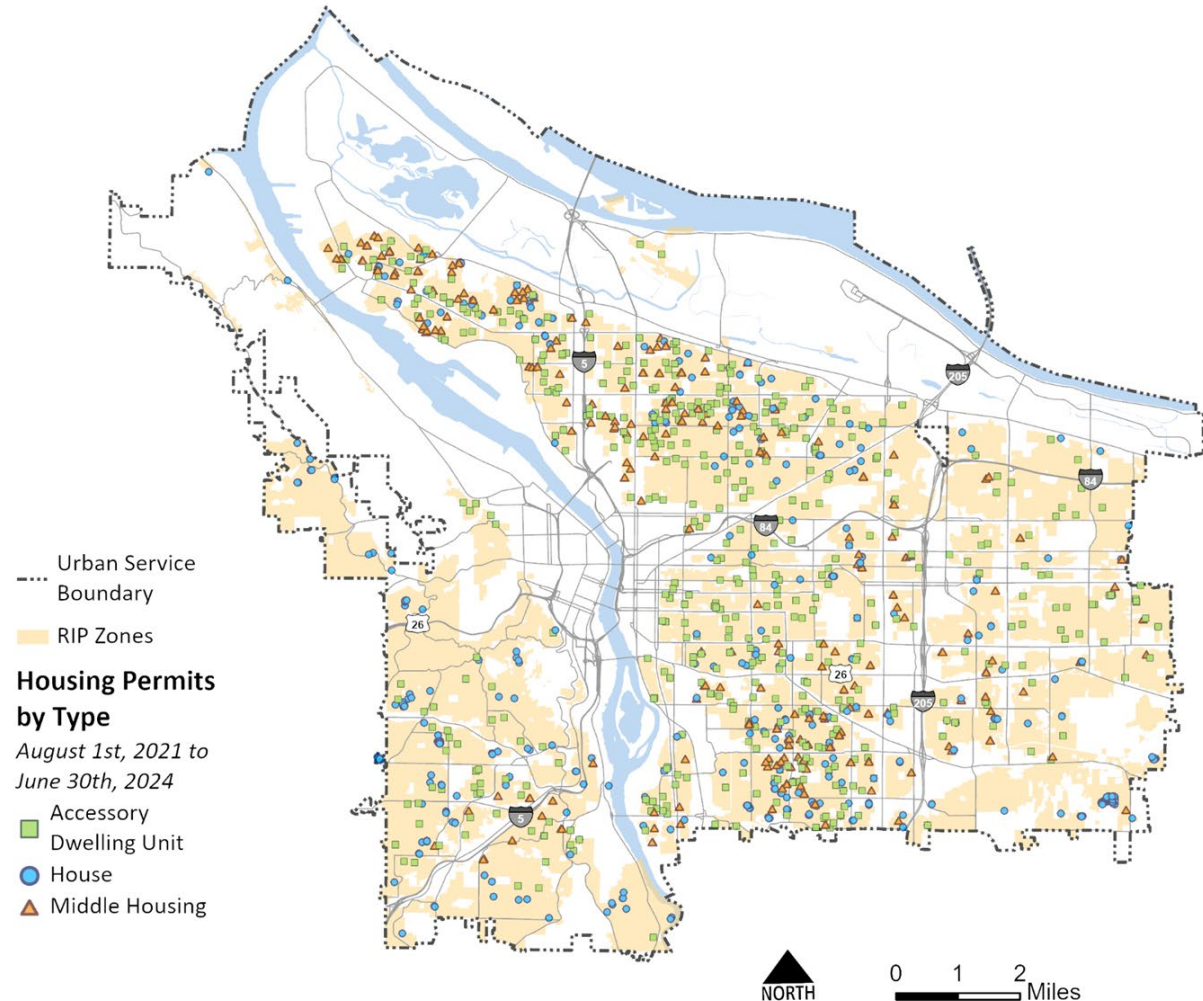 5
205
84
84
26
26
205
5
Urban Service
Boundary
RIP Zones
Housing Permits
by Type
August 1st, 2021 to
June 30th, 2024
Accessory
Dwelling Unit
House
Middle Housing
NORTH
0 1 2
Miles